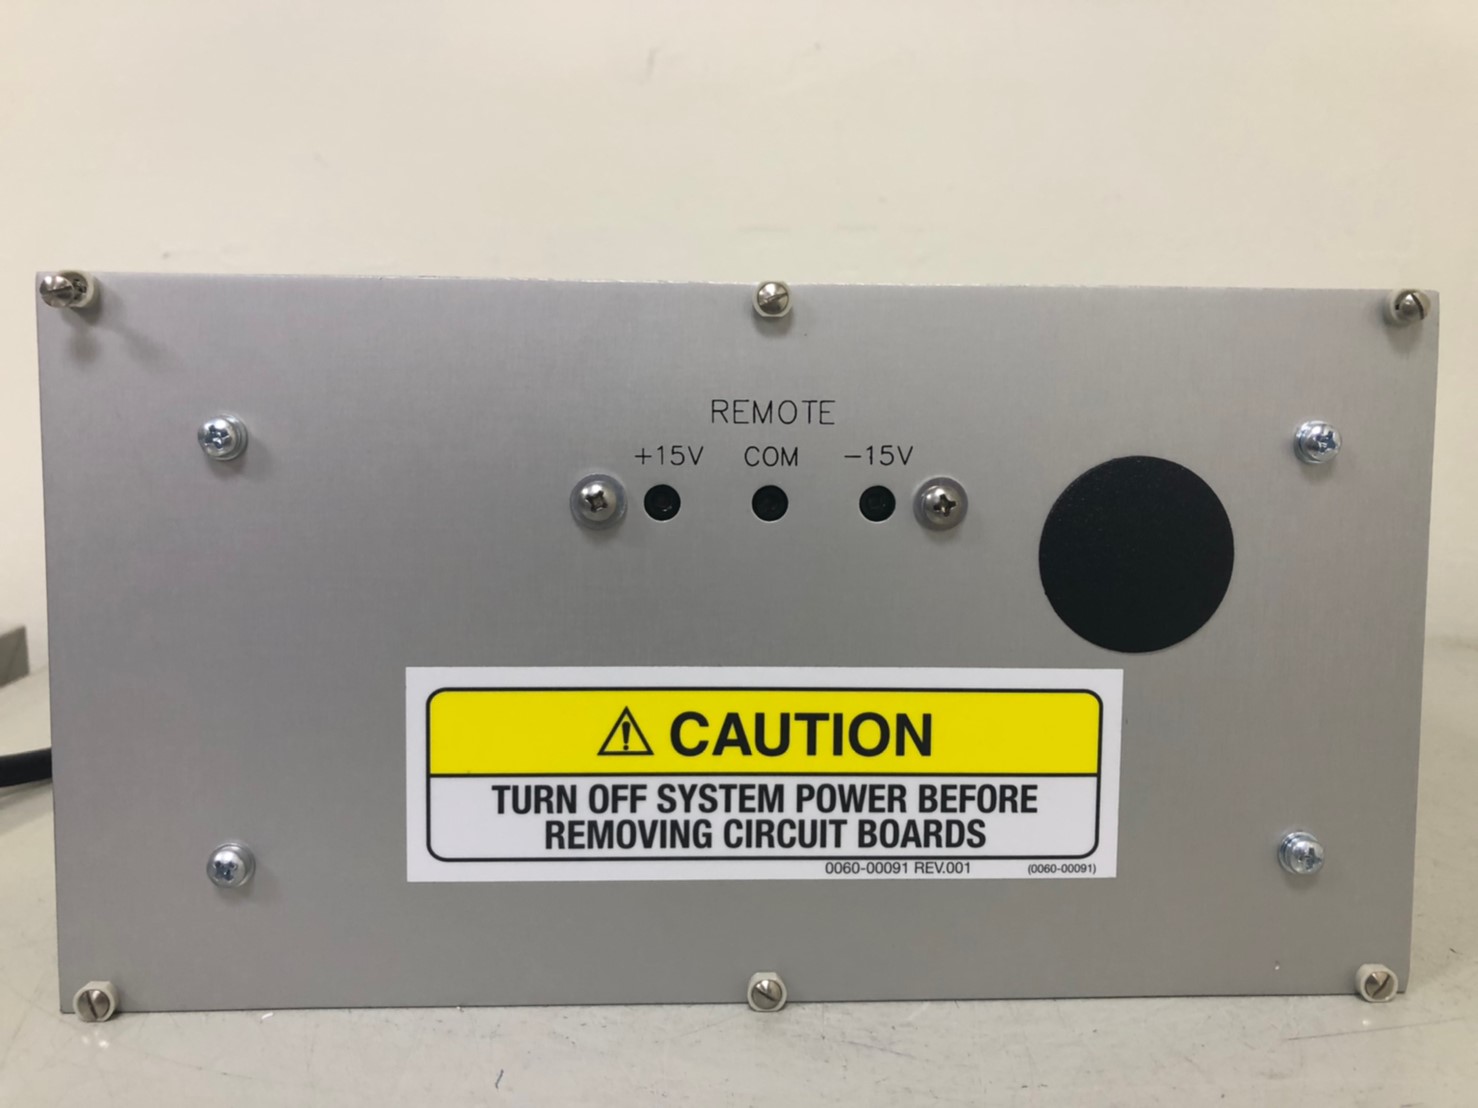 REMOTE
+15V COM -15V
CAUTION
TURN OFF SYSTEM POWER BEFORE
REMOVING CIRCUIT BOARDS
0060-00091 REV.001 (0060-00091)